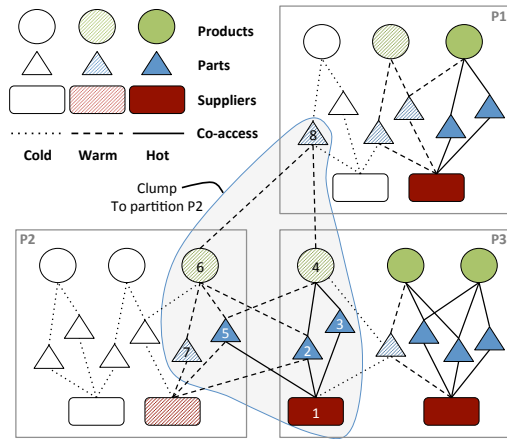 Products
Parts
Suppliers
Co-access
Cold Warm Hot
P1
8
Clump
To partition P2
P2
P3
6
4
5
3
7
2
1